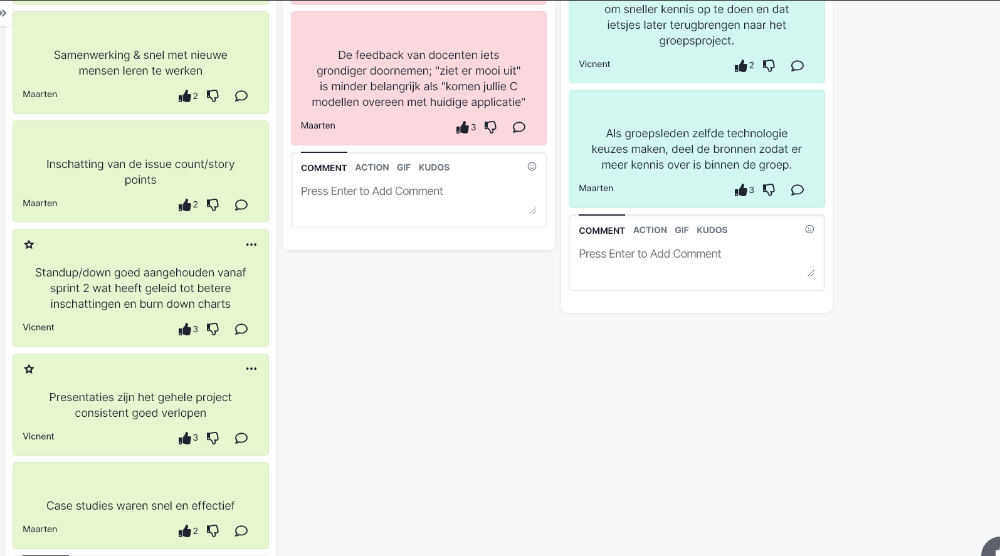 Samenwerking & snel met nieuwe
mensen leren te werken
Maarten
2
Inschatting van de issue count/story
points
Maarten
2
Standup/down goed aangehouden vanaf
sprint 2 wat heeft geleid tot betere
inschattingen en burn down charts
Vicnent
3
Presentaties zijn het gehele project
consistent goed verlopen
Vicnent
3
Case studies waren snel en effectief
Maarten
2
De feedback van docenten iets
grondiger doornemen; "ziet er mooi uit"
is minder belangrijk als "komen jullie C
modellen overeen met huidige applicatie"
Maarten
3
COMMENT ACTION GIF KUDOS
Press Enter to Add Comment
om sneller kennis op te doen en dat
ietsjes later terugbrengen naar het
groepsproject.
Vicnent
2
Als groepsleden zelfde technologie
keuzes maken, deel de bronnen zodat er
meer kennis over is binnen de groep.
Maarten
3
COMMENT ACTION GIF KUDOS
Press Enter to Add Comment